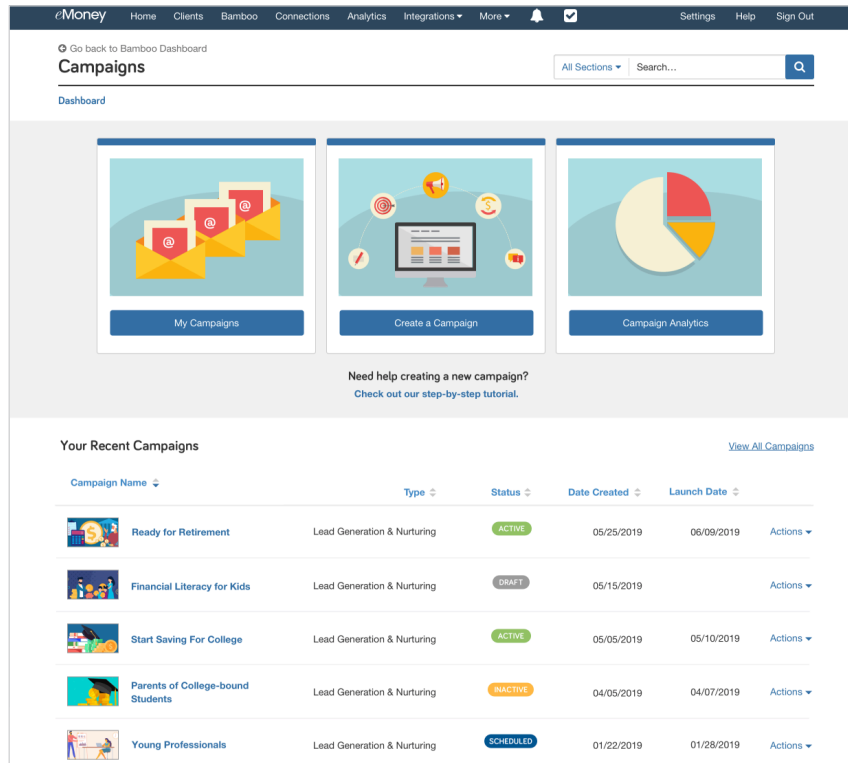 eMoney Home Clients Bamboo Connections Analytics Integrations More Settings Help Sign Out
Go back to Bamboo Dashboard
Campaigns
All Sections Search...
Dashboard
@ @ @
$
My Campaigns Create a Campaign Campaign Analytics
Need help creating a new campaign?
Check out our step-by-step tutorial.
Your Recent Campaigns View All Campaigns
Campaign Name Type Status Date Created Launch Date
Ready for Retirement Lead Generation & Nurturing ACTIVE 05/25/2019 06/09/2019 Actions
Financial Literacy for Kids Lead Generation & Nurturing DRAFT 05/15/2019 Actions
Start Saving For College Lead Generation & Nurturing ACTIVE 05/05/2019 05/10/2019 Actions
Parents of College-bound
Students Lead Generation & Nurturing INACTIVE 04/05/2019 04/07/2019 Actions
Young Professionals Lead Generation & Nurturing SCHEDULED 01/22/2019 01/28/2019 Actions